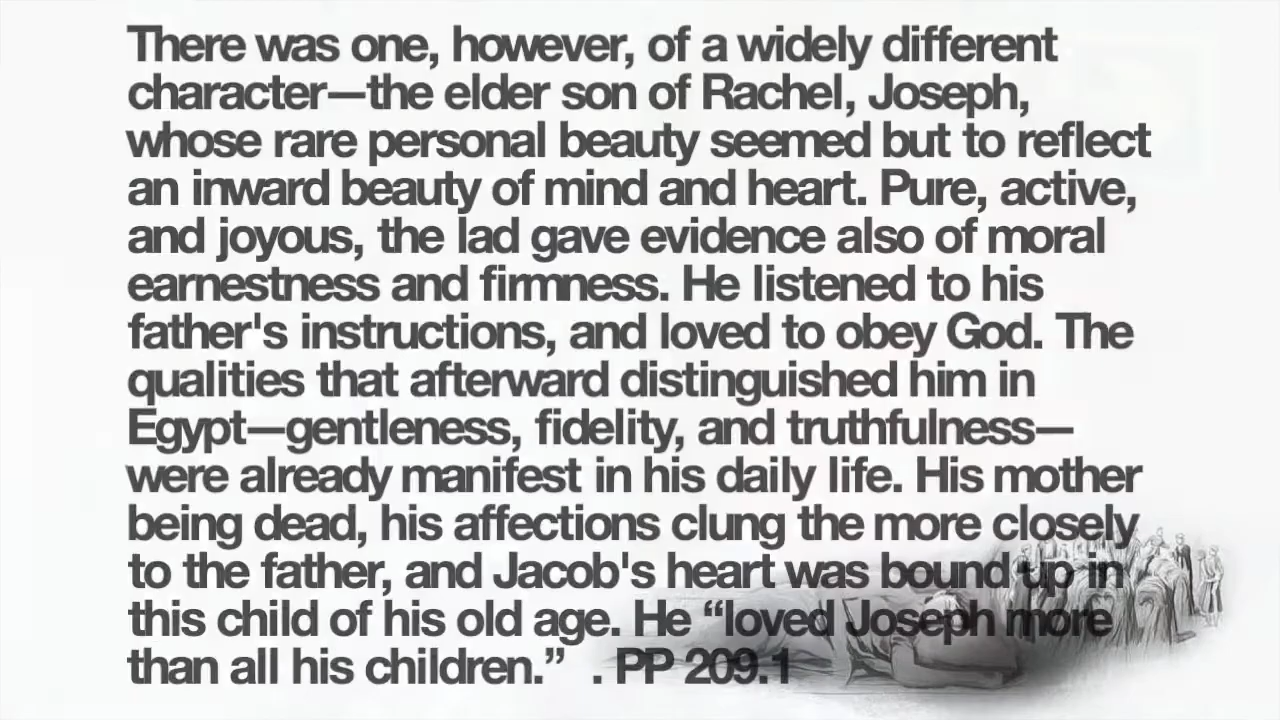 There was one, however, of a widely different
character—the elder son of Rachel, Joseph,
whose rare personal beauty seemed but to reflect
an inward beauty of mind and heart. Pure, active,
and joyous, the lad gave evidence also of moral
earnestness and firmness. He listened to his
father's instructions, and loved to obey God. The
qualities that afterward distinguished him in
Egypt—gentleness, fidelity, and truthfulness—
were already manifest in his daily life. His mother
being dead, his affections clung the more closely
to the father, and Jacob's heart was bound up in
this child of his old age. He “loved Joseph more
than all his children.” . PP 209.1